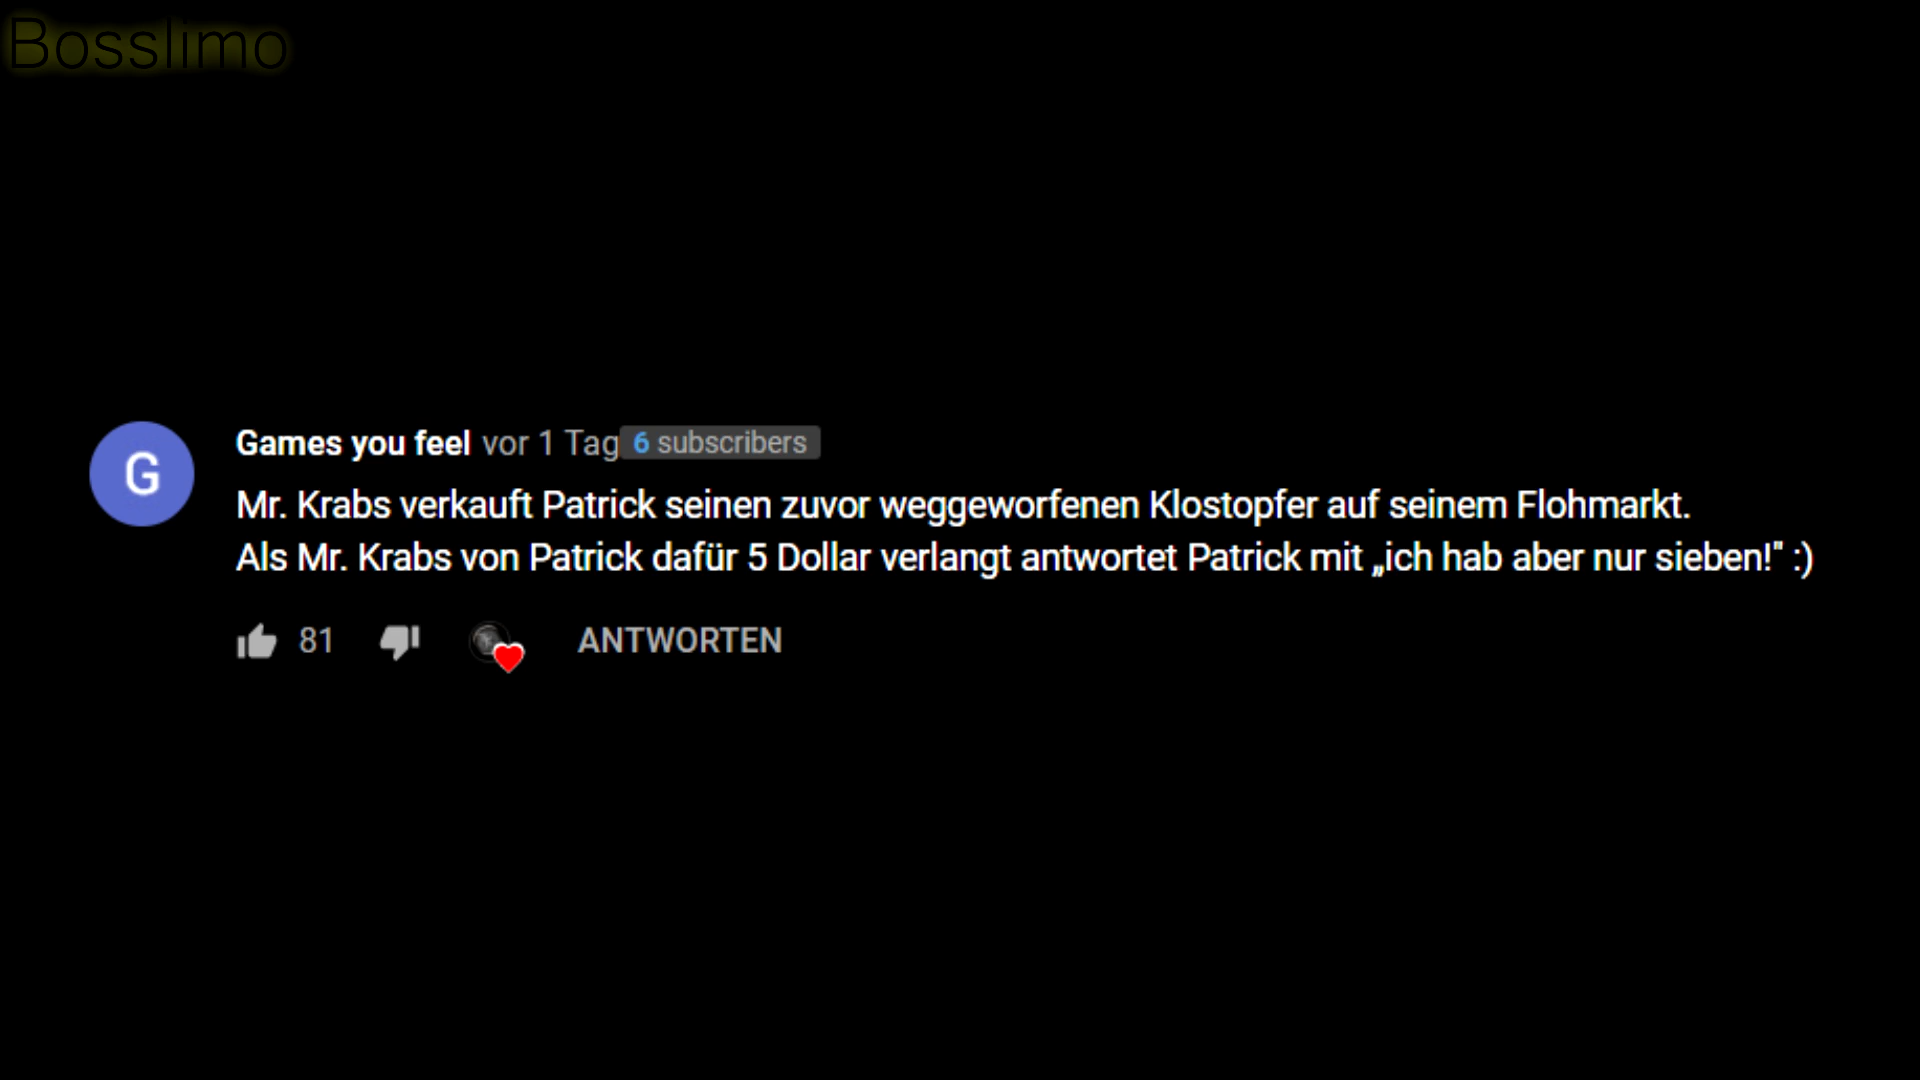 Bosslimo
G
Games you feel vor 1 Tag 6 subscribers
Mr. Krabs verkauft Patrick seinen zuvor weggeworfenen Klostopfer auf seinem Flohmarkt.
Als Mr. Krabs von Patrick dafür 5 Dollar verlangt antwortet Patrick mit „ich hab aber nur sieben!" :)
81 ANTWORTEN